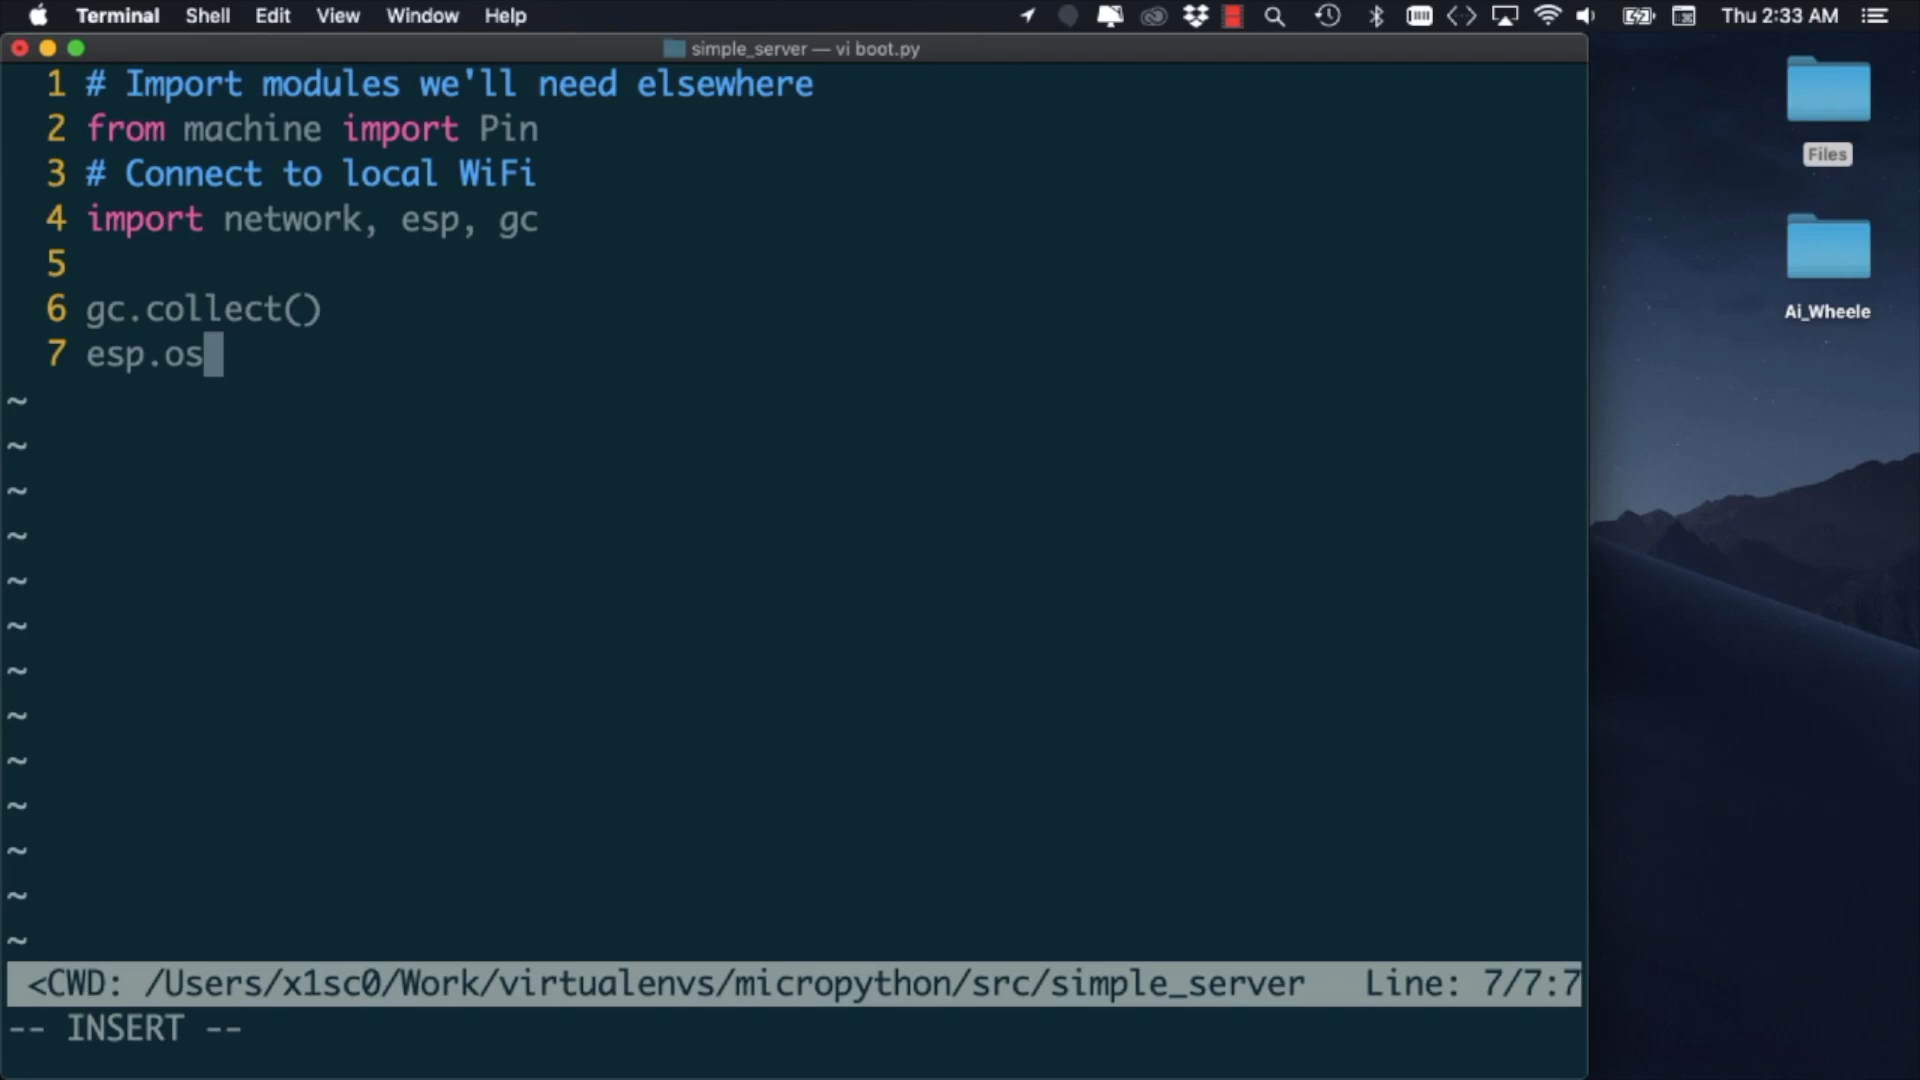 Terminal Shell Edit View Window Help Thu 2:33 AM
simple_server — vi boot.py
1 # Import modules we'll need elsewhere
2 from machine import Pin
3 # Connect to local WiFi
4 import network, esp, gc
5
6 gc.collect()
7 esp.os
~
~
~
~
~
~
~
~
~
~
~
~
~
<CWD: /Users/x1sc0/Work/virtualenvs/micropython/src/simple_server Line: 7/7:7
-- INSERT --
Files
Ai_Wheele